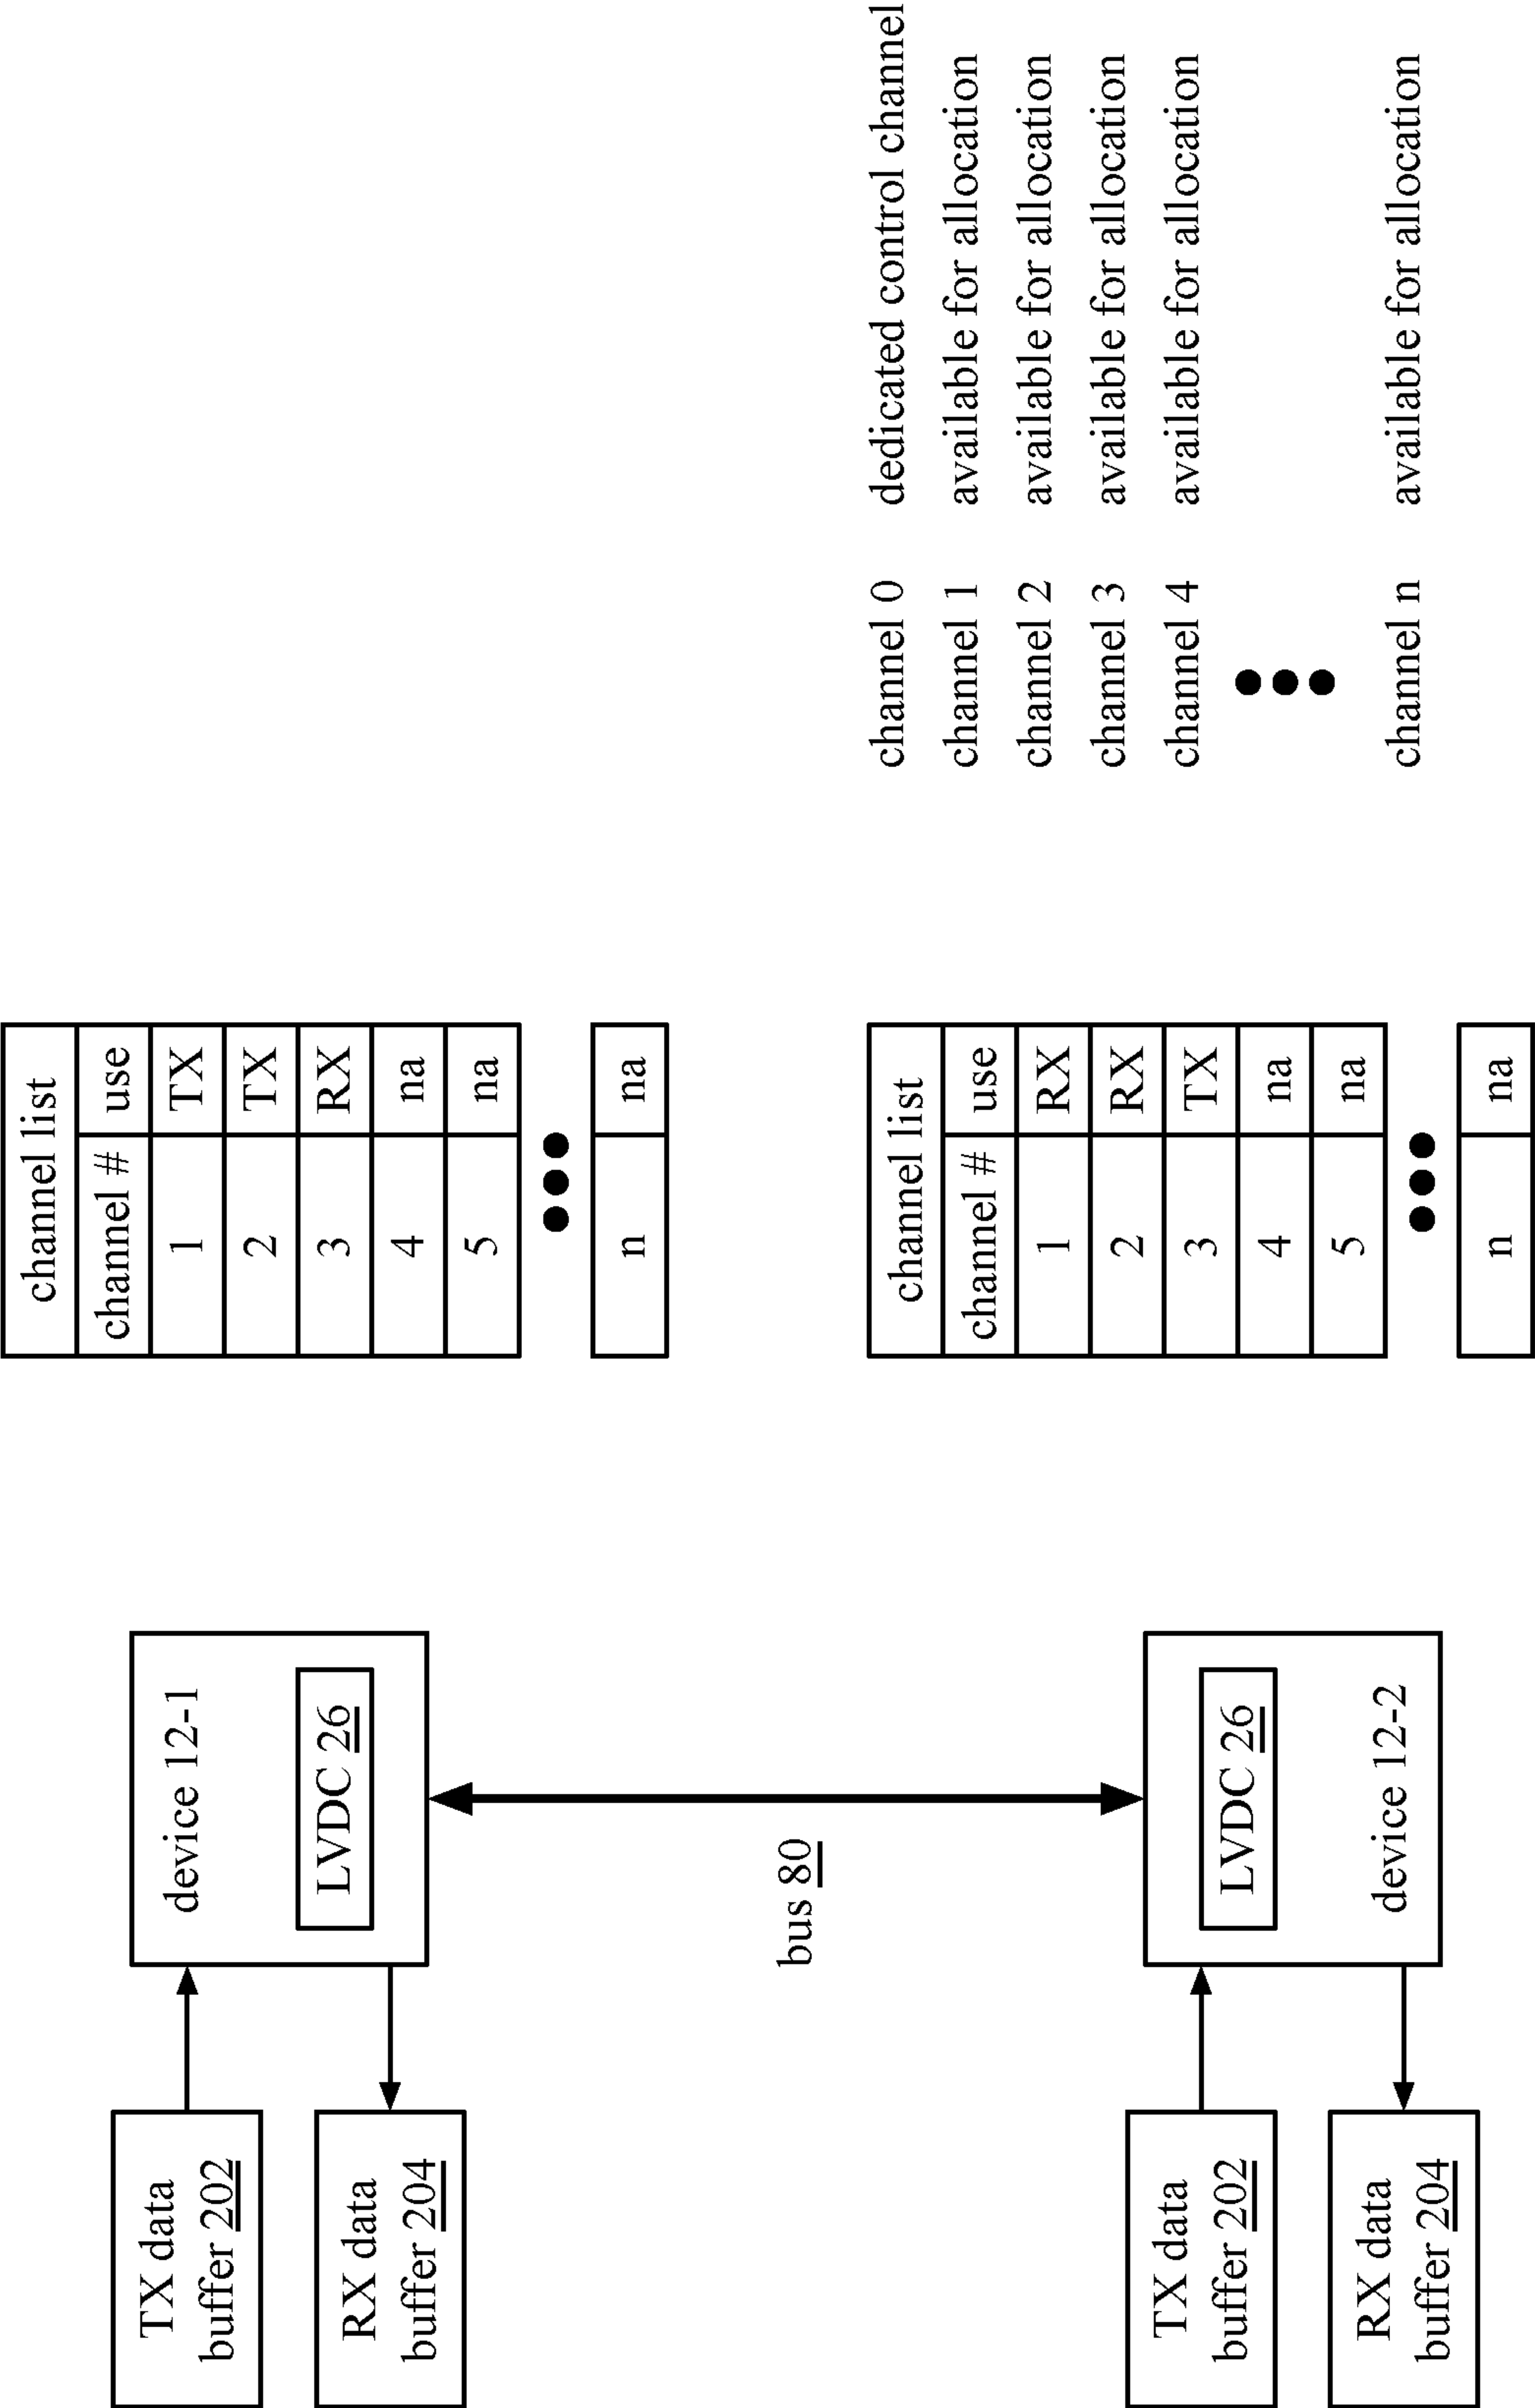 TX data
buffer 202
RX data
buffer 204
device 12-1
LVDC 26
channel list
channel # use
1 TX
2 TX
3 RX
4 na
5 na
n na
bus 80
TX data
buffer 202
RX data
buffer 204
LVDC 26
device 12-2
channel list
channel # use
1 RX
2 RX
3 TX
4 na
5 na
n na
channel 0 dedicated control channel
channel 1 available for allocation
channel 2 available for allocation
channel 3 available for allocation
channel 4 available for allocation
channel n available for allocation